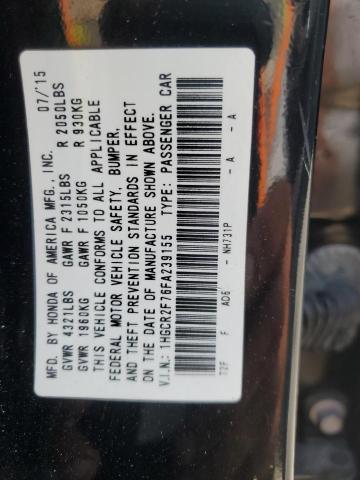 MFD. BY HONDA OF AMERICA MFG., INC. 07/'15
GVWR 4321LBS GAWR F 2315LBS R 2050LBS
GVWR 1960KG GAWR F 1050KG R 930KG
THIS VEHICLE CONFORMS TO ALL APPLICABLE
FEDERAL MOTOR VEHICLE SAFETY, BUMPER,
AND THEFT PREVENTION STANDARDS IN EFFECT
ON THE DATE OF MANUFACTURE SHOWN ABOVE.
V.I.N.: 1HGCR2F76FA239155 TYPE: PASSENGER CAR
T2F F AD6 - NH731P - A - A